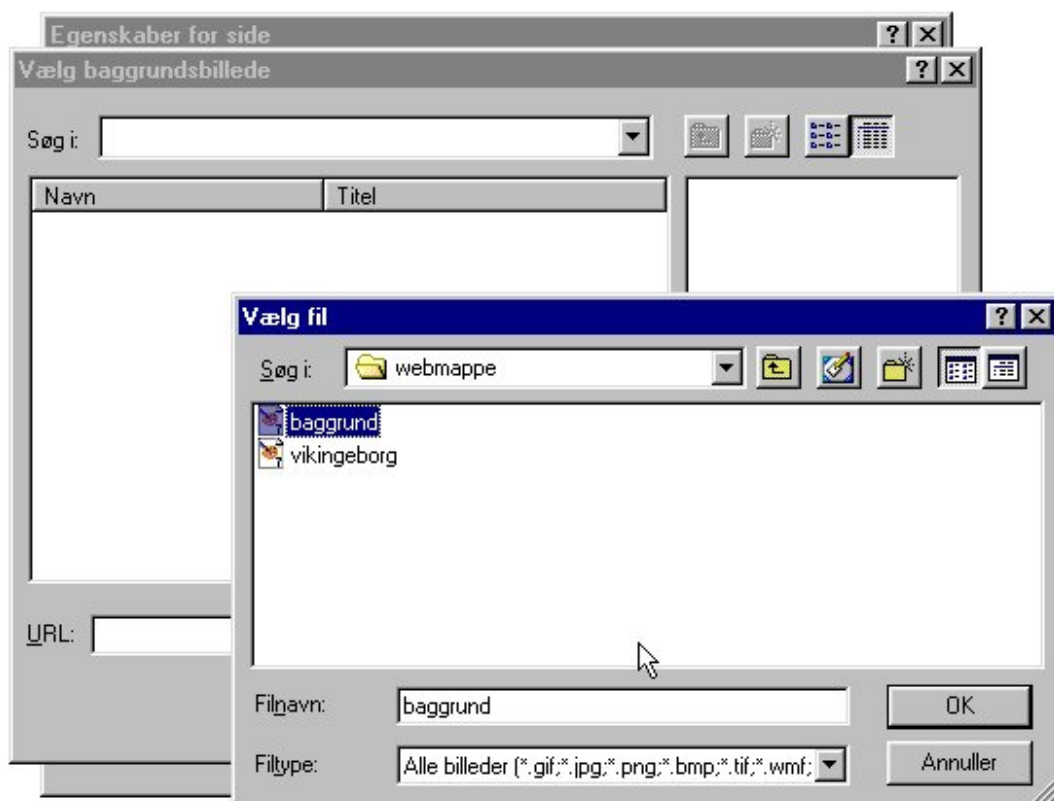 Egenskaber for side
Vælg baggrundsbillede
Søg i:
Navn Titel
Vælg fil
Søg i: webmappe
baggrund
vikingeborg
URL:
Filnavn: baggrund OK
Filtype: Alle billeder (*.gif;*.jpg;*.png;*.bmp;*.tif;*.wmf; Annuller